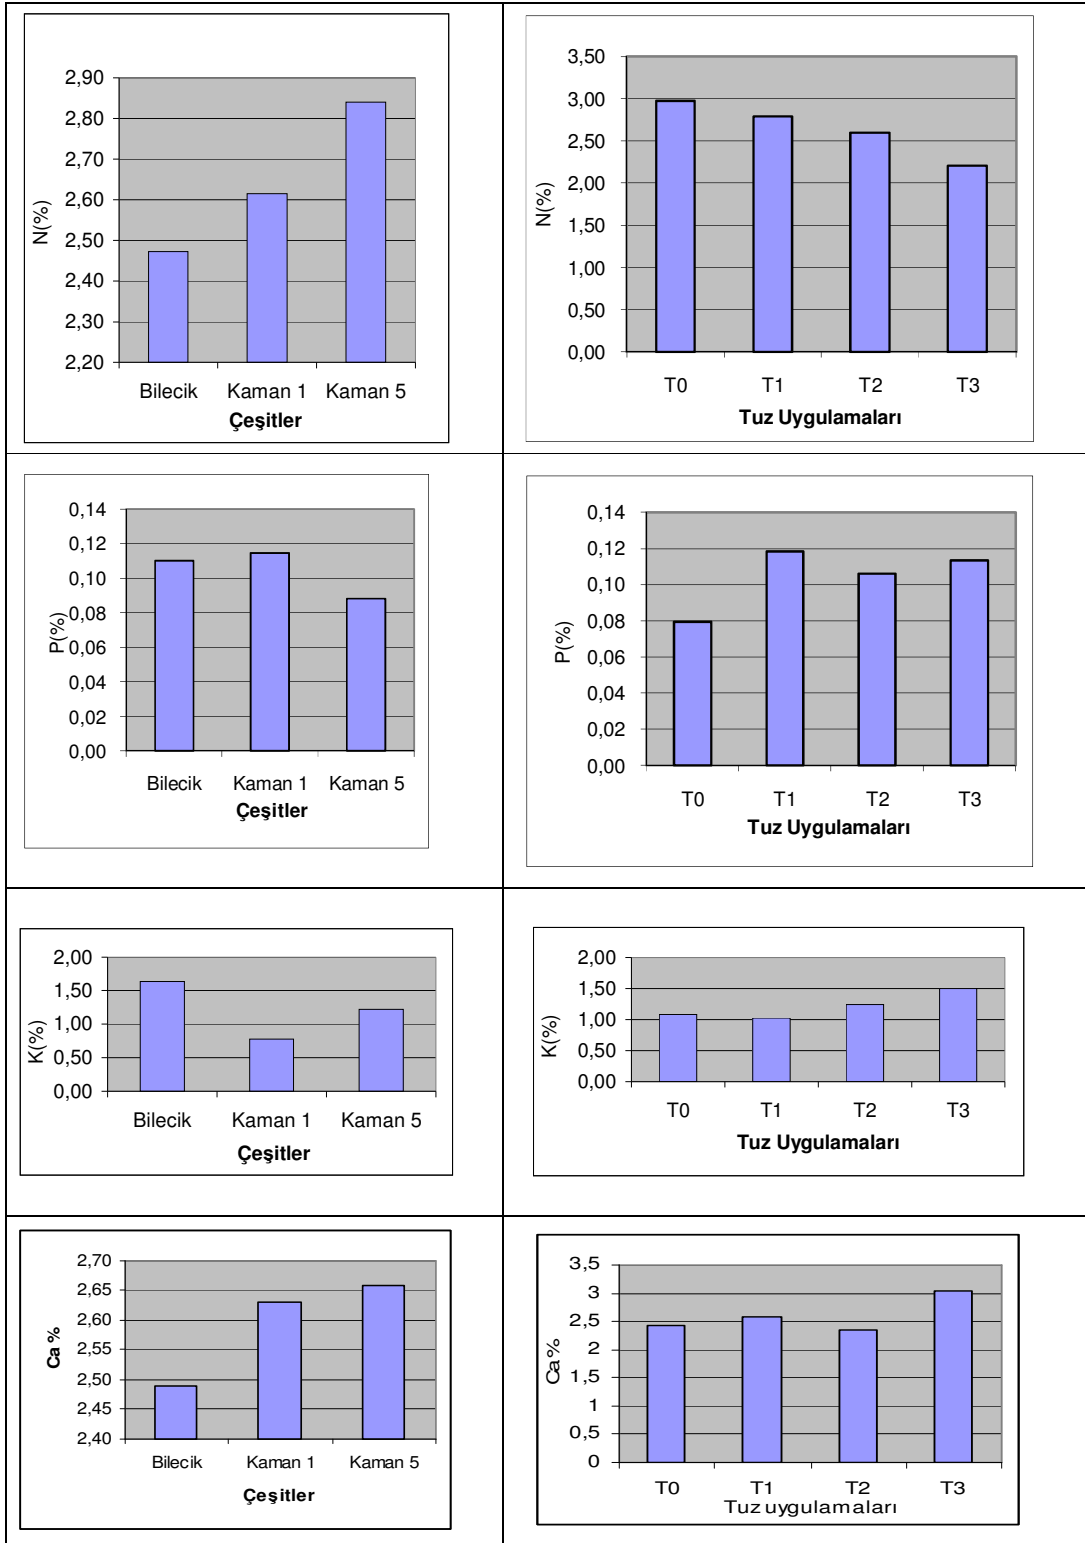 2,90
2,80
2,70
2,60
2,50
2,40
2,30
2,20
N(%)
Bilecik Kaman 1 Kaman 5
Çeşitler
3,50
3,00
2,50
2,00
1,50
1,00
0,50
0,00
N(%)
T0 T1 T2 T3
Tuz Uygulamaları
0,14
0,12
0,10
0,08
0,06
0,04
0,02
0,00
P(%)
Bilecik Kaman 1 Kaman 5
Çeşitler
0,14
0,12
0,10
0,08
0,06
0,04
0,02
0,00
P(%)
T0 T1 T2 T3
Tuz Uygulamaları
2,00
1,50
1,00
0,50
0,00
K(%)
Bilecik Kaman 1 Kaman 5
Çeşitler
2,00
1,50
1,00
0,50
0,00
K(%)
T0 T1 T2 T3
Tuz Uygulamaları
2,70
2,65
2,60
2,55
2,50
2,45
2,40
Ca %
Bilecik Kaman 1 Kaman 5
Çeşitler
3,5
3
2,5
2
1,5
1
0,5
0
Ca%
T0 T1 T2 T3
Tuz uygulamaları